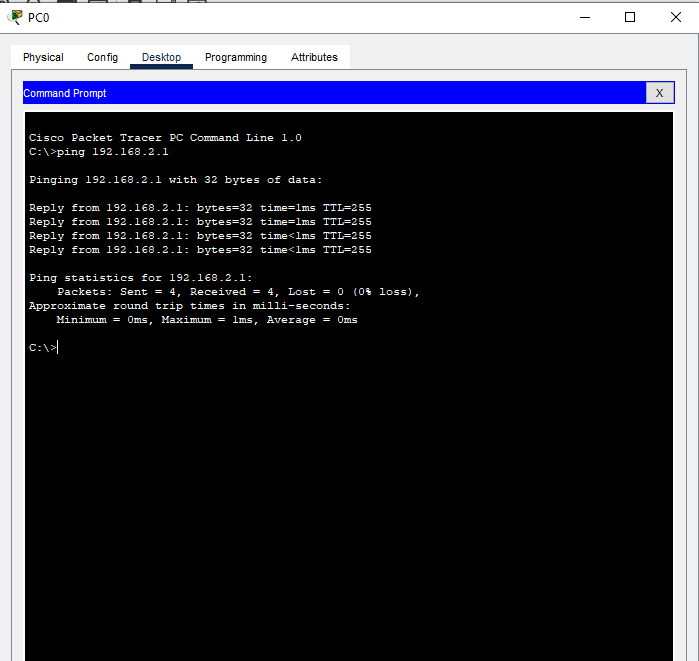 PC0
Physical Config Desktop Programming Attributes
Command Prompt
X
Cisco Packet Tracer PC Command Line 1.0
C:\>ping 192.168.2.1
Pinging 192.168.2.1 with 32 bytes of data:
Reply from 192.168.2.1: bytes=32 time=1ms TTL=255
Reply from 192.168.2.1: bytes=32 time=1ms TTL=255
Reply from 192.168.2.1: bytes=32 time<1ms TTL=255
Reply from 192.168.2.1: bytes=32 time<1ms TTL=255
Ping statistics for 192.168.2.1:
Packets: Sent = 4, Received = 4, Lost = 0 (0% loss),
Approximate round trip times in milli-seconds:
Minimum = 0ms, Maximum = 1ms, Average = 0ms
C:\>